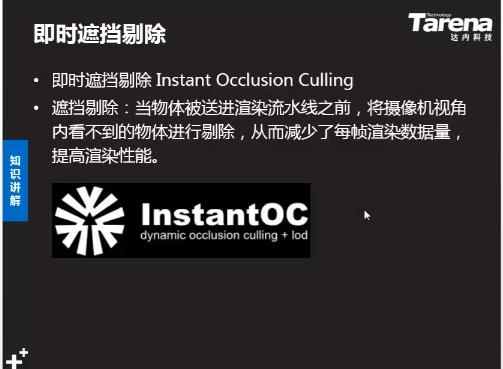 即时遮挡剔除
Technology
Tarena
达内科技
• 即时遮挡剔除 Instant Occlusion Culling
• 遮挡剔除：当物体被送进渲染流水线之前，将摄像机视角
内看不到的物体进行剔除，从而减少了每帧渲染数据量，
提高渲染性能。
知
识
讲
解
InstantOC
dynamic occlusion culling + lod